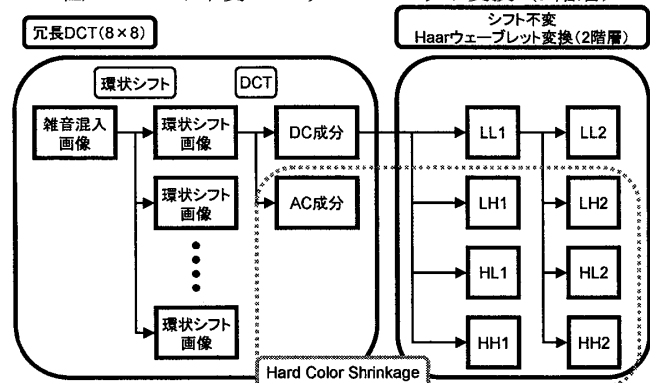 シフト不変
Haarウェーブレット変換(2階層)
冗長DCT(8×8)
環状シフト
DCT
雑音混入
画像
環状シフト
画像
DC成分
LL1
LL2
環状シフト
画像
AC成分
LH1
LH2
HL1
HL2
環状シフト
画像
HH1
HH2
Hard Color Shrinkage